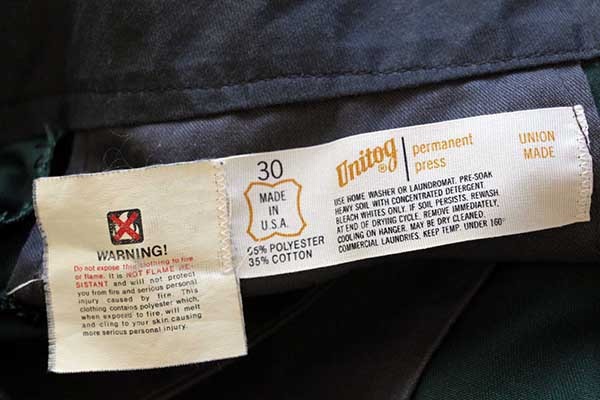 WARNING!
Do not expose this clothing to fire
or flame. It is NOT FLAME RE-
SISTANT and will not protect
you from fire and serious personal
injury caused by fire. This
clothing contains polyester which,
when exposed to fire, will melt
and cling to your skin causing
more serious personal injury.
30
MADE
IN
U.S.A.
65% POLYESTER
35% COTTON
Unitog®
permanent
press
UNION
MADE
USE HOME WASHER OR LAUNDROMAT. PRE-SOAK
HEAVY SOIL WITH CONCENTRATED DETERGENT.
BLEACH WHITES ONLY. IF SOIL PERSISTS, REWASH.
AT END OF DRYING CYCLE, REMOVE IMMEDIATELY,
COOLING ON HANGER. MAY BE DRY CLEANED.
COMMERCIAL LAUNDRIES, KEEP TEMP. UNDER 160°